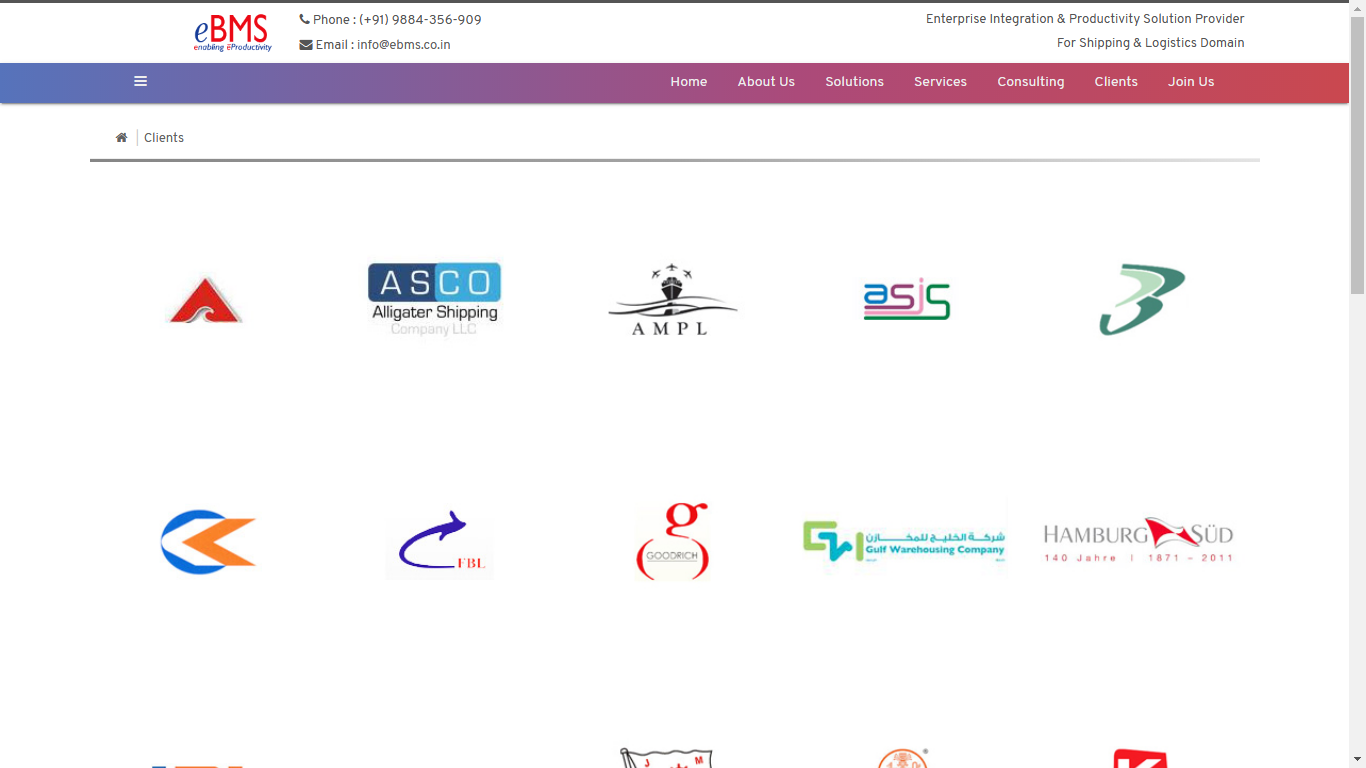 eBMS
enabling EProductivity
Phone : (+91) 9884-356-909
Email : info@ebms.co.in
Enterprise Integration & Productivity Solution Provider
For Shipping & Logistics Domain
Home
About Us
Solutions
Services
Consulting
Clients
Join Us
Clients
ASCO
Alligater Shipping
Company LLC
AMPL
asjs
FBL
g
GOODRICH
شركة الخليج للمخازن
Gulf Warehousing Company
HAMBURG SÜD
140 Jahre | 1871 – 2011
J M
K